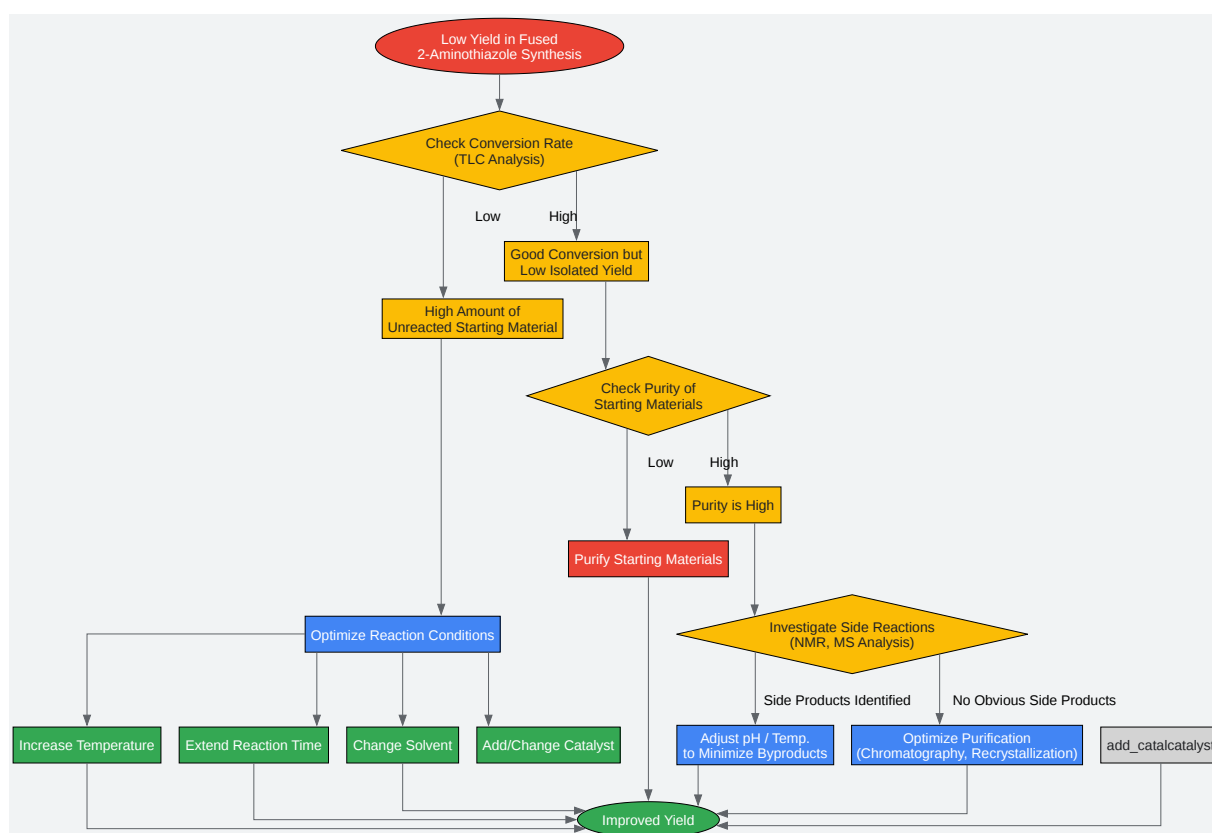 Low Yield in Fused
2-Aminothiazole Synthesis
Check Conversion Rate
(TLC Analysis)
Low
High
Good Conversion but
Low Isolated Yield
High Amount of
Unreacted Starting Material
Check Purity of
Starting Materials
Low
High
Purity is High
Purify Starting Materials
Optimize Reaction Conditions
Investigate Side Reactions
(NMR, MS Analysis)
Side Products Identified
No Obvious Side Products
Increase Temperature
Extend Reaction Time
Change Solvent
Add/Change Catalyst
Adjust pH / Temp.
to Minimize Byproducts
Optimize Purification
(Chromatography, Recrystallization)
add_catalcatalyst
Improved Yield